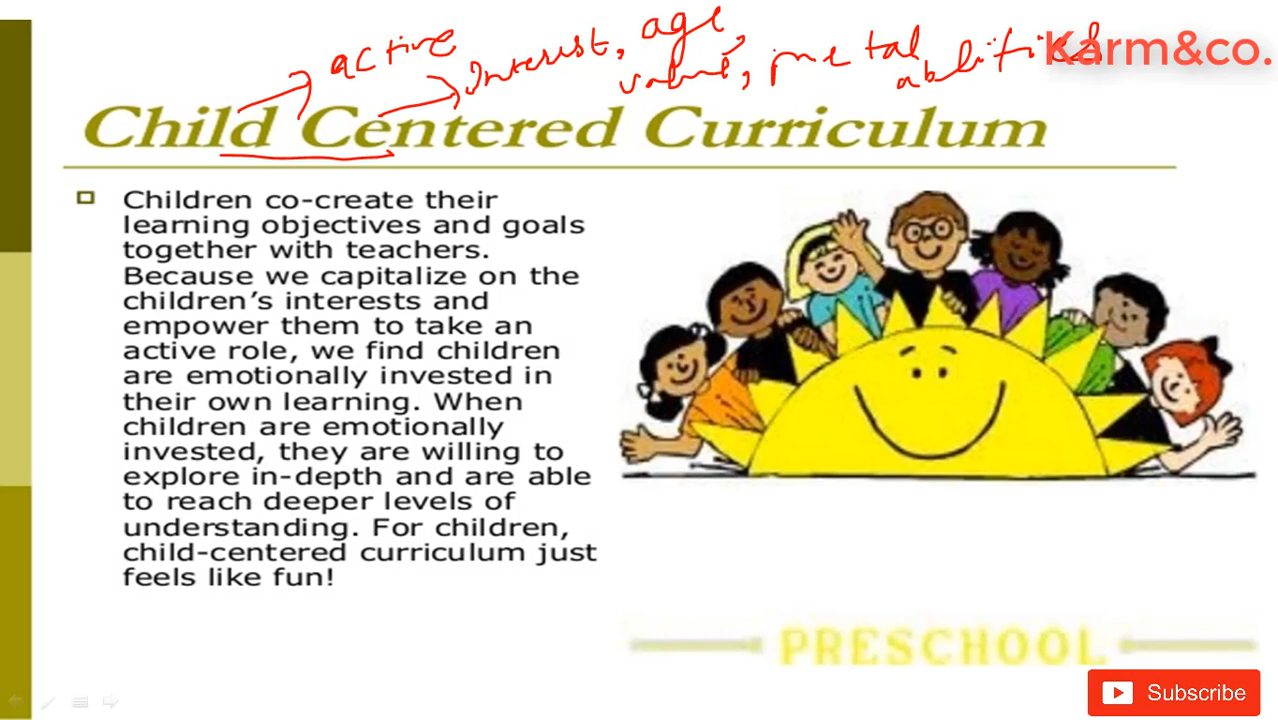 active
Interest, age,
value, mental
abilities
Karm&co.
Child Centered Curriculum
Children co-create their
learning objectives and goals
together with teachers.
Because we capitalize on the
children's interests and
empower them to take an
active role, we find children
are emotionally invested in
their own learning. When
children are emotionally
invested, they are willing to
explore in-depth and are able
to reach deeper levels of
understanding. For children,
child-centered curriculum just
feels like fun!
PRESCHOOL
Subscribe